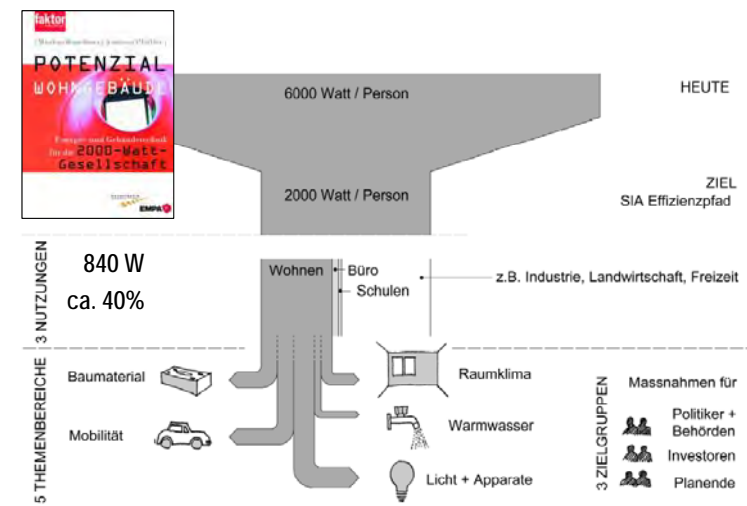 faktor
POTENZIAL
WOHNGEBÄUDE
Energie- und Gebäudetechnik
für die 2000-Watt-
Gesellschaft
EMPA
6000 Watt / Person
HEUTE
2000 Watt / Person
ZIEL
SIA Effizienzpfad
3 NUTZUNGEN
840 W
ca. 40%
Wohnen
Büro
Schulen
z.B. Industrie, Landwirtschaft, Freizeit
5 THEMENBEREICHE
Baumaterial
Mobilität
Raumklima
Warmwasser
Licht + Apparate
3 ZIELGRUPPEN
Massnahmen für
Politiker +
Behörden
Investoren
Planende